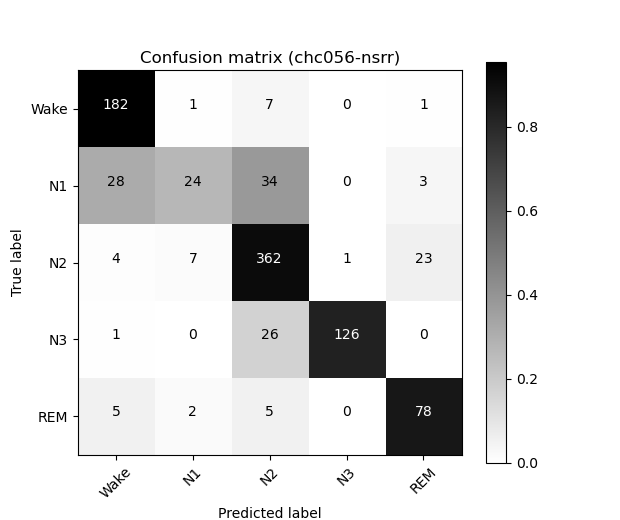 Confusion matrix (chc056-nsrr)
True label
Wake 182 1 7 0 1
N1 28 24 34 0 3
N2 4 7 362 1 23
N3 1 0 26 126 0
REM 5 2 5 0 78
Wake N1 N2 N3 REM
Predicted label
0.8
0.6
0.4
0.2
0.0